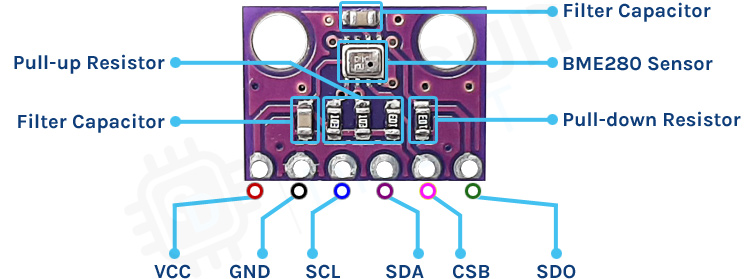 Filter Capacitor
Pull-up Resistor
BME280 Sensor
Filter Capacitor
Pull-down Resistor
VCC GND SCL SDA CSB SDO